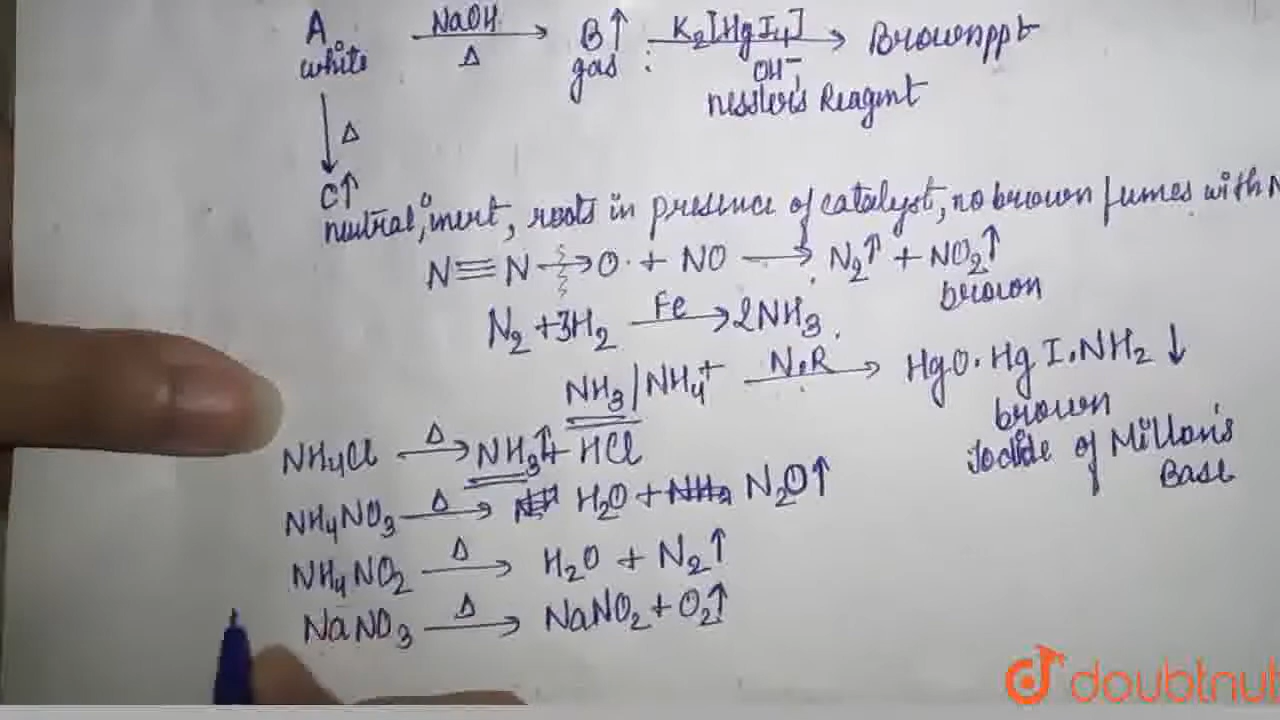 A. NaOH Δ B↑ K2[HgI4] Brown ppt
white gas : OH-
Nessler's Reagent
Δ
C↑
neutral, inert, reats in presence of catalyst, no brown fumes with
N≡N → O· + NO → N2↑ + NO2↑
brown
N2 + 3H2 Fe→ 2NH3.
NH3/NH4+ N.R→ HgO·HgI·NH2↓
brown
Iodide of Millon's Base
NH4Cl Δ→ NH3↑ + HCl
NH4NO3 Δ→ H2O + N2O↑
NH4NO2 Δ→ H2O + N2↑
NaNO3 Δ→ NaNO2 + O2↑
doubtnut